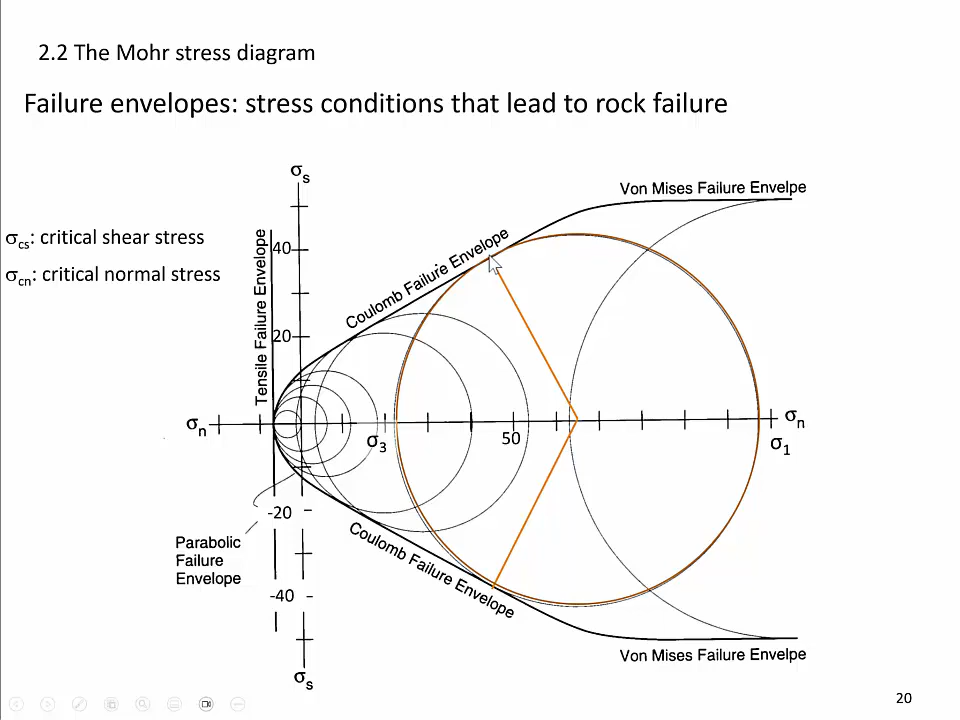 2.2 The Mohr stress diagram
Failure envelopes: stress conditions that lead to rock failure
σs
Von Mises Failure Envelpe
σcs: critical shear stress
σcn: critical normal stress
Tensile Failure Envelope
40
Coulomb Failure Envelope
20
σn
σ3
50
σn
σ1
-20
Parabolic
Failure
Envelope
Coulomb Failure Envelope
-40
σs
Von Mises Failure Envelpe
20